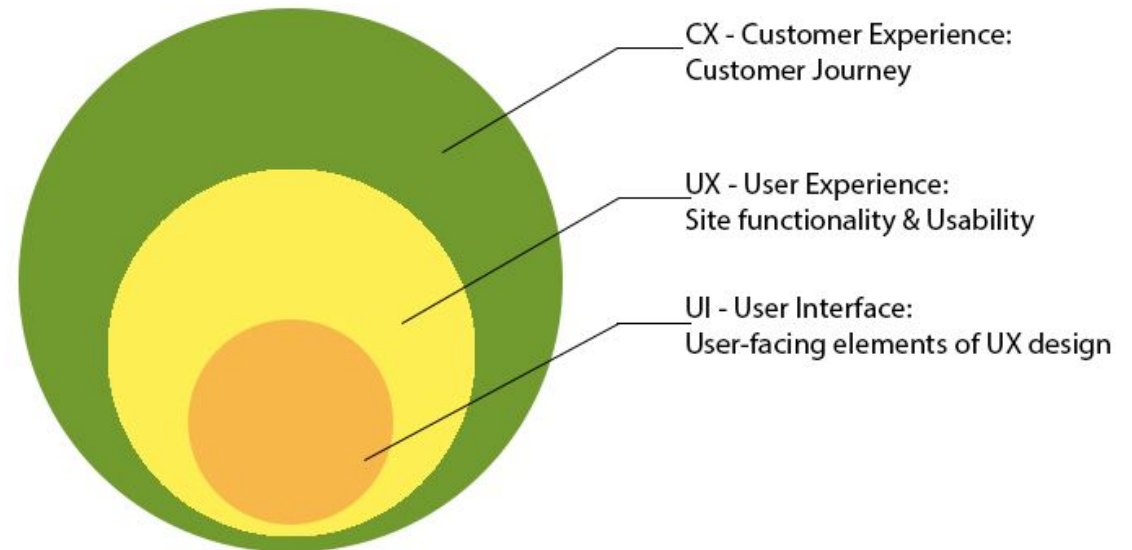 CX - Customer Experience:
Customer Journey
UX - User Experience:
Site functionality & Usability
UI - User Interface:
User-facing elements of UX design